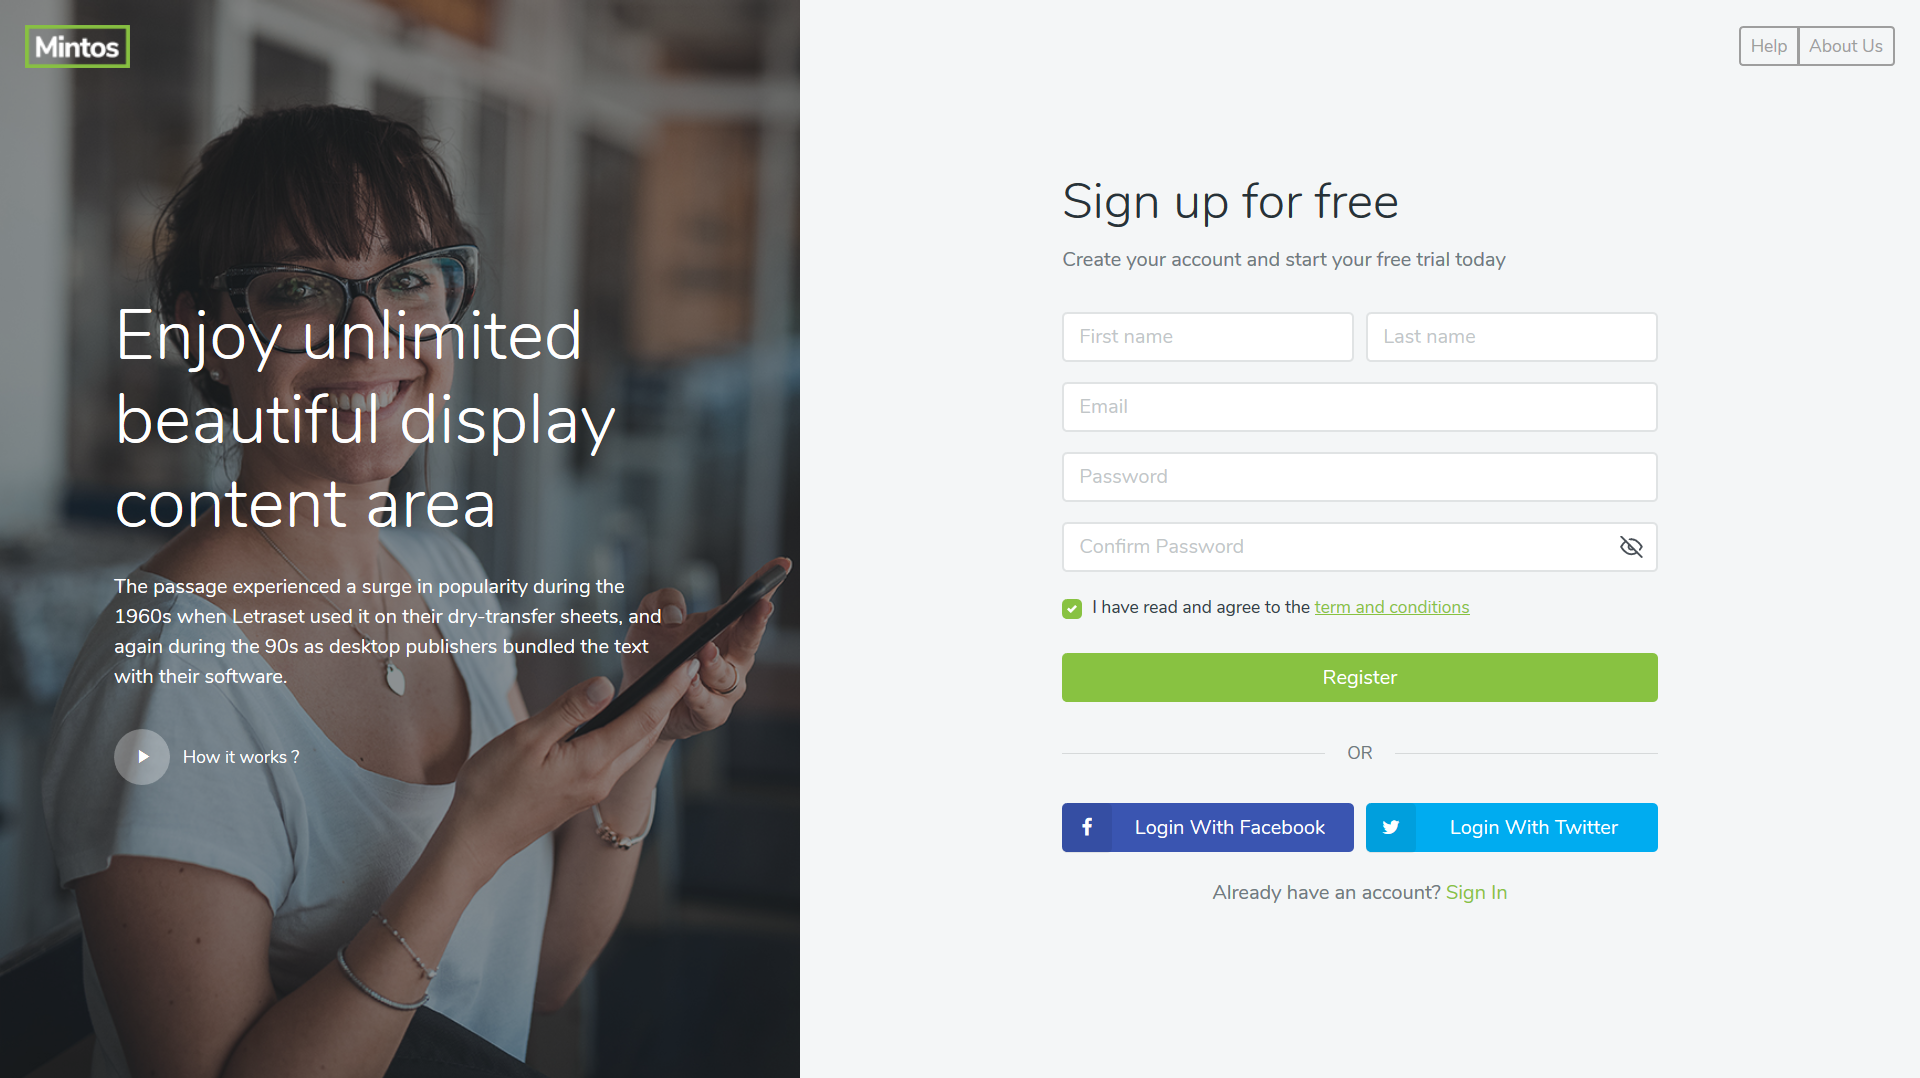 Mintos
Enjoy unlimited
beautiful display
content area
The passage experienced a surge in popularity during the
1960s when Letraset used it on their dry-transfer sheets, and
again during the 90s as desktop publishers bundled the text
with their software.
How it works ?
Help
About Us
Sign up for free
Create your account and start your free trial today
First name
Last name
Email
Password
Confirm Password
I have read and agree to the term and conditions
Register
OR
Login With Facebook
Login With Twitter
Already have an account? Sign In